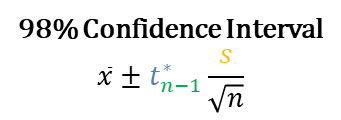 98% Confidence Interval
x̄ ± t*ₙ₋₁ s/√n